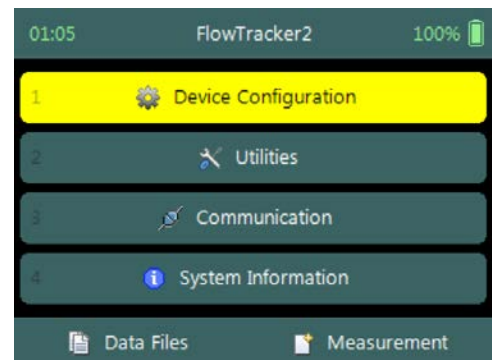 01:05 FlowTracker2 100%
1 Device Configuration
2 Utilities
3 Communication
4 System Information
Data Files Measurement